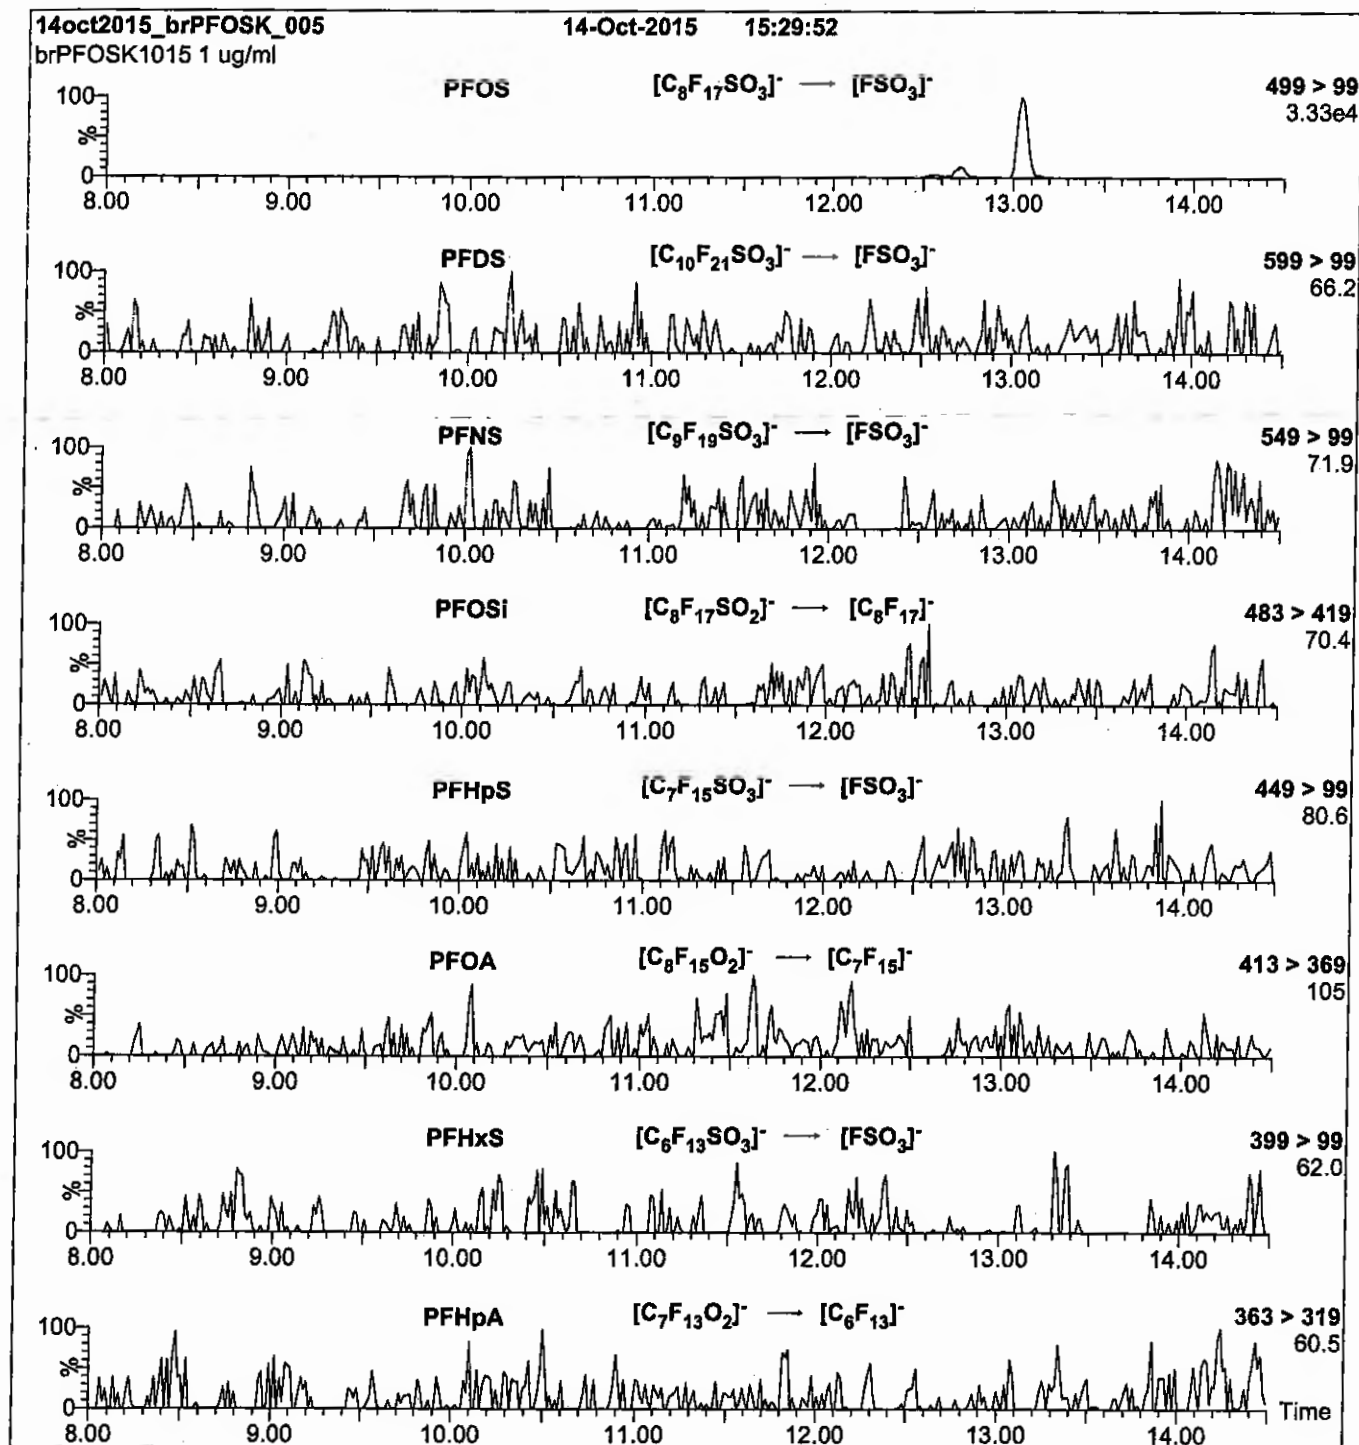 14oct2015_brPFOSK_005 14-Oct-2015 15:29:52
brPFOSK1015 1 ug/ml
PFOS [C8F17SO3]- → [FSO3]- 499 > 99
3.33e4
100
%
0
8.00 9.00 10.00 11.00 12.00 13.00 14.00
PFDS [C10F21SO3]- → [FSO3]- 599 > 99
66.2
100
%
0
8.00 9.00 10.00 11.00 12.00 13.00 14.00
PFNS [C9F19SO3]- → [FSO3]- 549 > 99
71.9
100
%
0
8.00 9.00 10.00 11.00 12.00 13.00 14.00
PFOSi [C8F17SO2]- → [C8F17]- 483 > 419
70.4
100
%
0
8.00 9.00 10.00 11.00 12.00 13.00 14.00
PFHpS [C7F15SO3]- → [FSO3]- 449 > 99
80.6
100
%
0
8.00 9.00 10.00 11.00 12.00 13.00 14.00
PFOA [C8F15O2]- → [C7F15]- 413 > 369
105
100
%
0
8.00 9.00 10.00 11.00 12.00 13.00 14.00
PFHxS [C6F13SO3]- → [FSO3]- 399 > 99
62.0
100
%
0
8.00 9.00 10.00 11.00 12.00 13.00 14.00
PFHpA [C7F13O2]- → [C6F13]- 363 > 319
60.5
100
%
0
Time
8.00 9.00 10.00 11.00 12.00 13.00 14.00